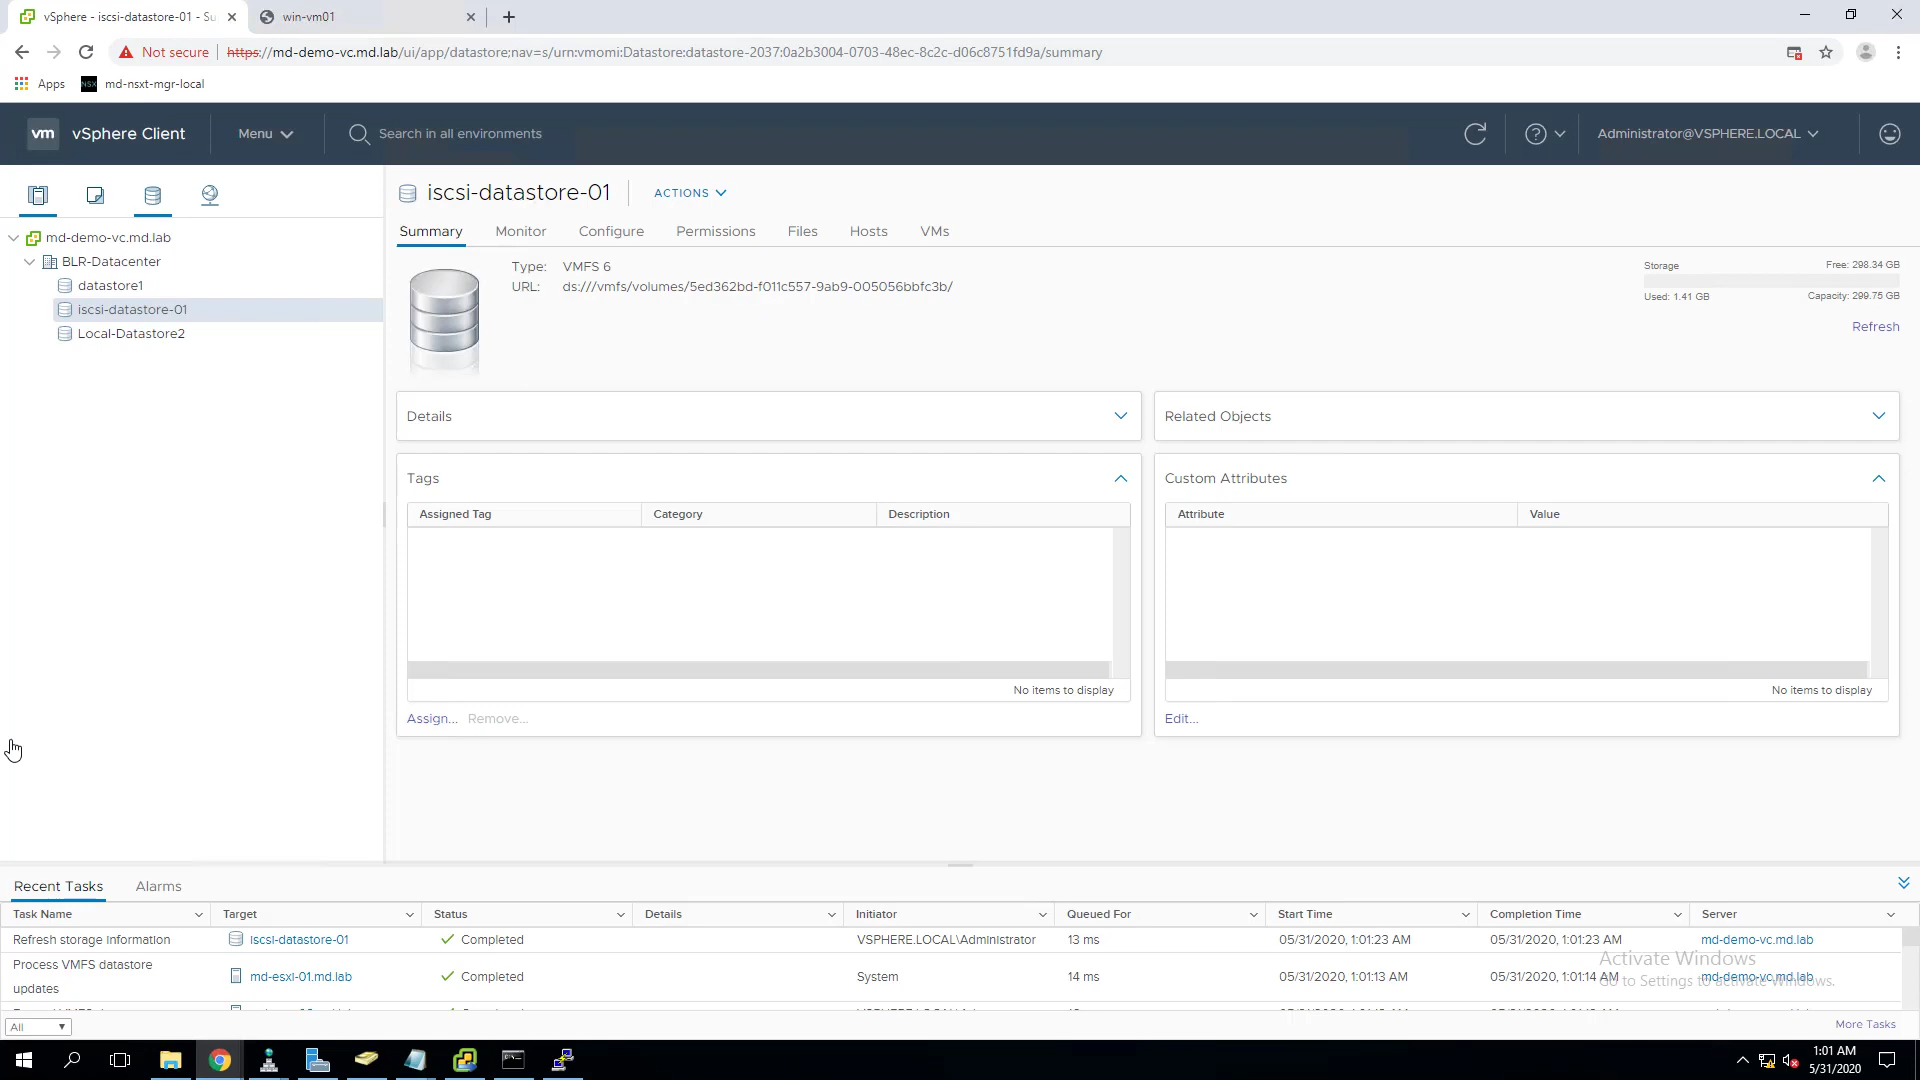 vSphere - iscsi-datastore-01 - Su
win-vm01
Not secure
https://md-demo-vc.md.lab/ui/app/datastore;nav=s/urn:vmomi:Datastore:datastore-2037:0a2b3004-0703-48ec-8c2c-d06c8751fd9a/summary
Apps
NSX
md-nsxt-mgr-local
vm vSphere Client
Menu
Search in all environments
Administrator@VSPHERE.LOCAL
md-demo-vc.md.lab
BLR-Datacenter
datastore1
iscsi-datastore-01
Local-Datastore2
iscsi-datastore-01
ACTIONS
Summary
Monitor
Configure
Permissions
Files
Hosts
VMs
Type: VMFS 6
URL: ds:///vmfs/volumes/5ed362bd-f011c557-9ab9-005056bbfc3b/
Storage Free: 298.34 GB
Used: 1.41 GB Capacity: 299.75 GB
Refresh
Details
Related Objects
Tags
Assigned Tag Category Description
No items to display
Assign... Remove...
Custom Attributes
Attribute Value
No items to display
Edit...
Recent Tasks Alarms
Task Name Target Status Details Initiator Queued For Start Time Completion Time Server
Refresh storage information iscsi-datastore-01 Completed VSPHERE.LOCAL\Administrator 13 ms 05/31/2020, 1:01:23 AM 05/31/2020, 1:01:23 AM md-demo-vc.md.lab
Process VMFS datastore
updates
md-esxi-01.md.lab Completed System 14 ms 05/31/2020, 1:01:13 AM 05/31/2020, 1:01:14 AM md-demo-vc.md.lab
Activate Windows
Go to Settings to activate Windows.
All
More Tasks
1:01 AM
5/31/2020